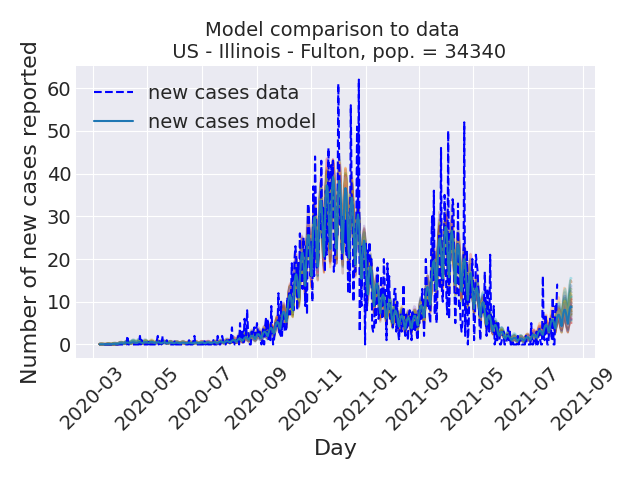 Model comparison to data
US - Illinois - Fulton, pop. = 34340
Number of new cases reported
60
50
40
30
20
10
0
new cases data
new cases model
2020-03
2020-05
2020-07
2020-09
2020-11
2021-01
2021-03
2021-05
2021-07
2021-09
Day